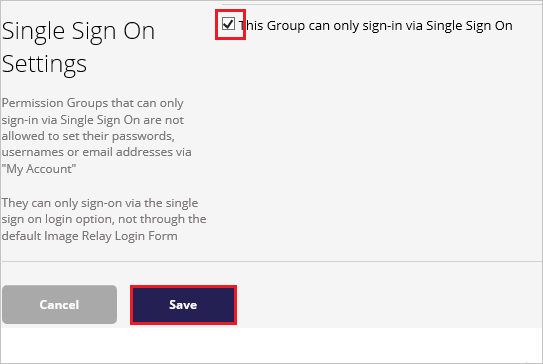 Single Sign On
Settings
This Group can only sign-in via Single Sign On
Permission Groups that can only
sign-in via Single Sign On are not
allowed to set their passwords,
usernames or email addresses via
"My Account"
They can only sign-on via the single
sign on login option, not through the
default Image Relay Login Form
Cancel
Save